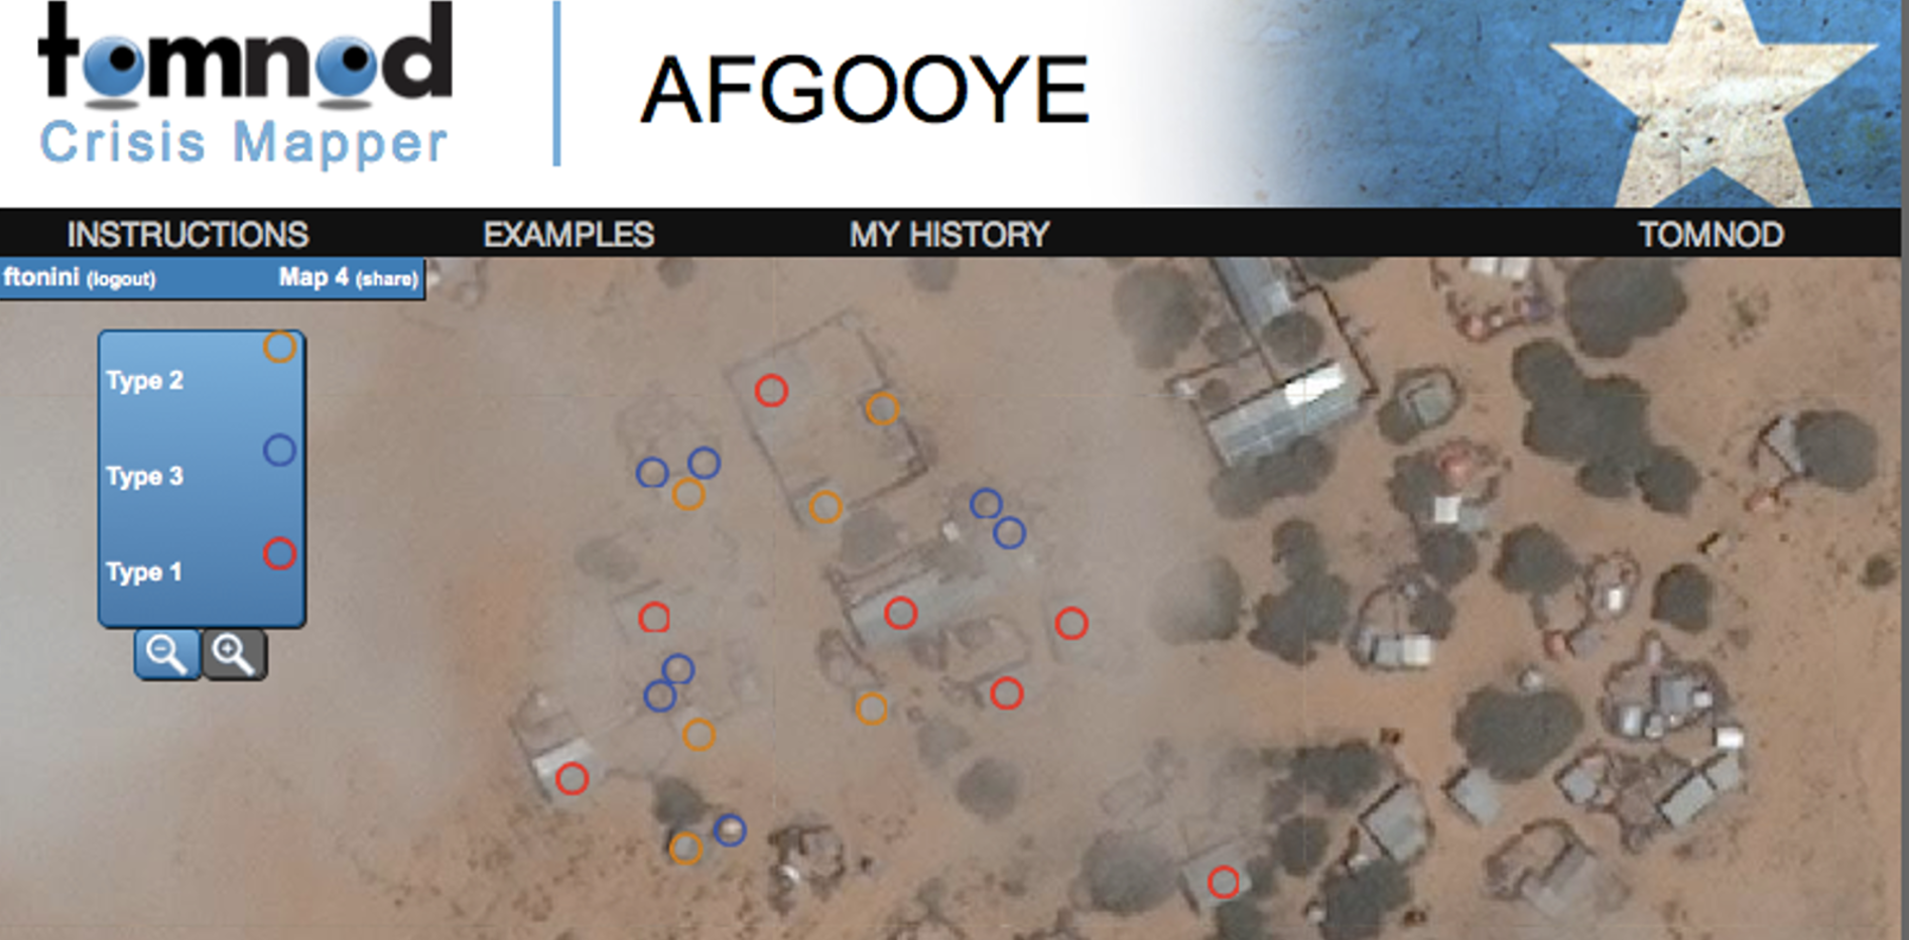 tomnod
Crisis Mapper
AFGOOYE
INSTRUCTIONS EXAMPLES MY HISTORY TOMNOD
ftonini (logout) Map 4 (share)
Type 2
Type 3
Type 1